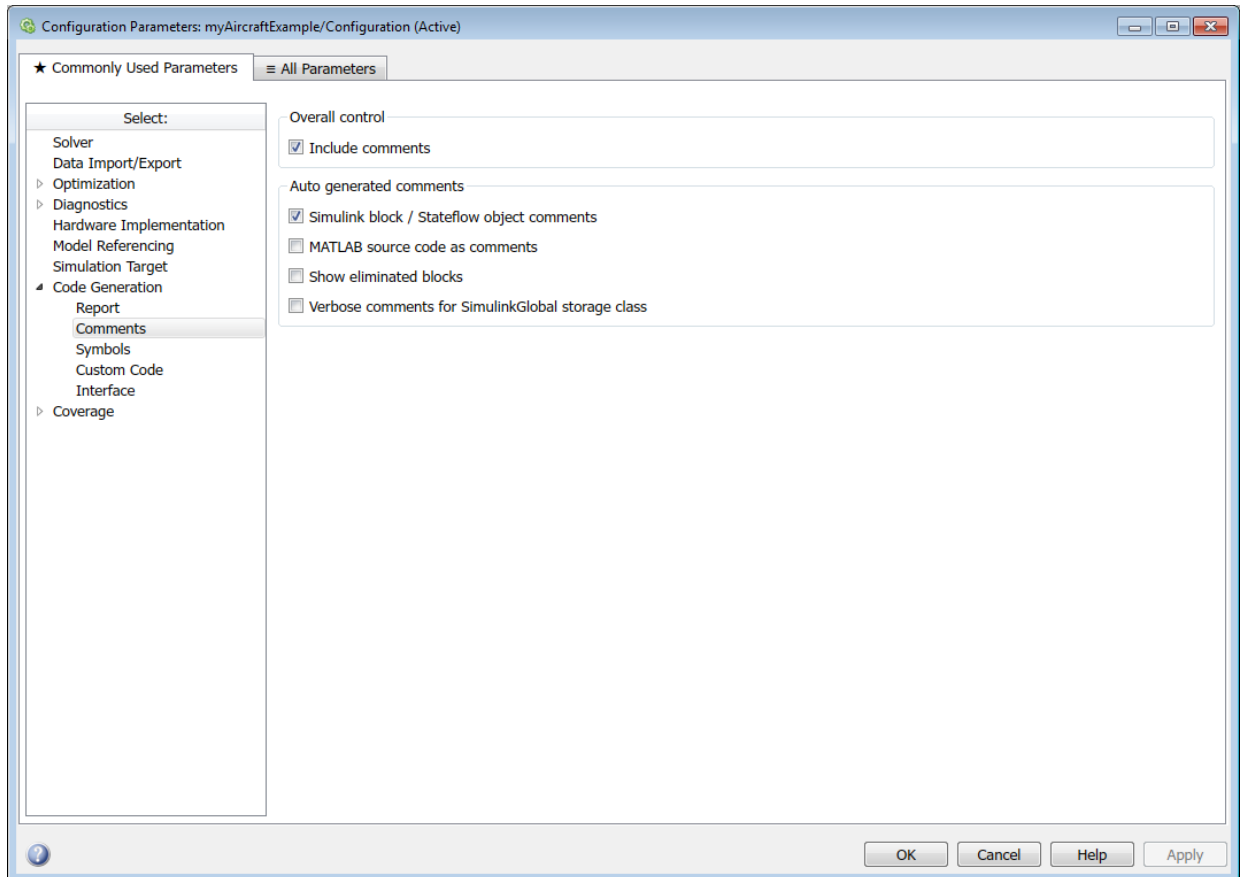 Configuration Parameters: myAircraftExample/Configuration (Active)
★ Commonly Used Parameters
≡ All Parameters
Select:
Solver
Data Import/Export
Optimization
Diagnostics
Hardware Implementation
Model Referencing
Simulation Target
Code Generation
Report
Comments
Symbols
Custom Code
Interface
Coverage
Overall control
Include comments
Auto generated comments
Simulink block / Stateflow object comments
MATLAB source code as comments
Show eliminated blocks
Verbose comments for SimulinkGlobal storage class
?
OK
Cancel
Help
Apply